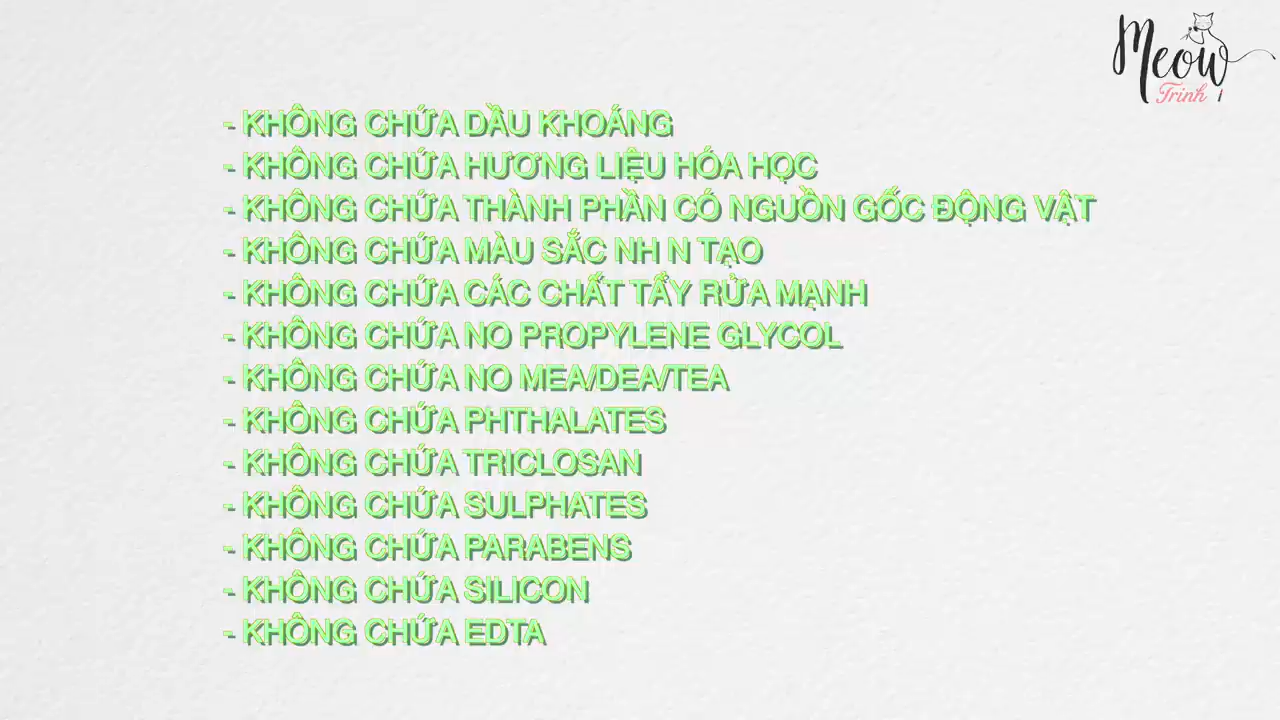 Meow
Trinh
- KHÔNG CHỨA DẦU KHOÁNG
- KHÔNG CHỨA HƯƠNG LIỆU HÓA HỌC
- KHÔNG CHỨA THÀNH PHẦN CÓ NGUỒN GỐC ĐỘNG VẬT
- KHÔNG CHỨA MÀU SẮC NH N TẠO
- KHÔNG CHỨA CÁC CHẤT TẨY RỬA MẠNH
- KHÔNG CHỨA NO PROPYLENE GLYCOL
- KHÔNG CHỨA NO MEA/DEA/TEA
- KHÔNG CHỨA PHTHALATES
- KHÔNG CHỨA TRICLOSAN
- KHÔNG CHỨA SULPHATES
- KHÔNG CHỨA PARABENS
- KHÔNG CHỨA SILICON
- KHÔNG CHỨA EDTA